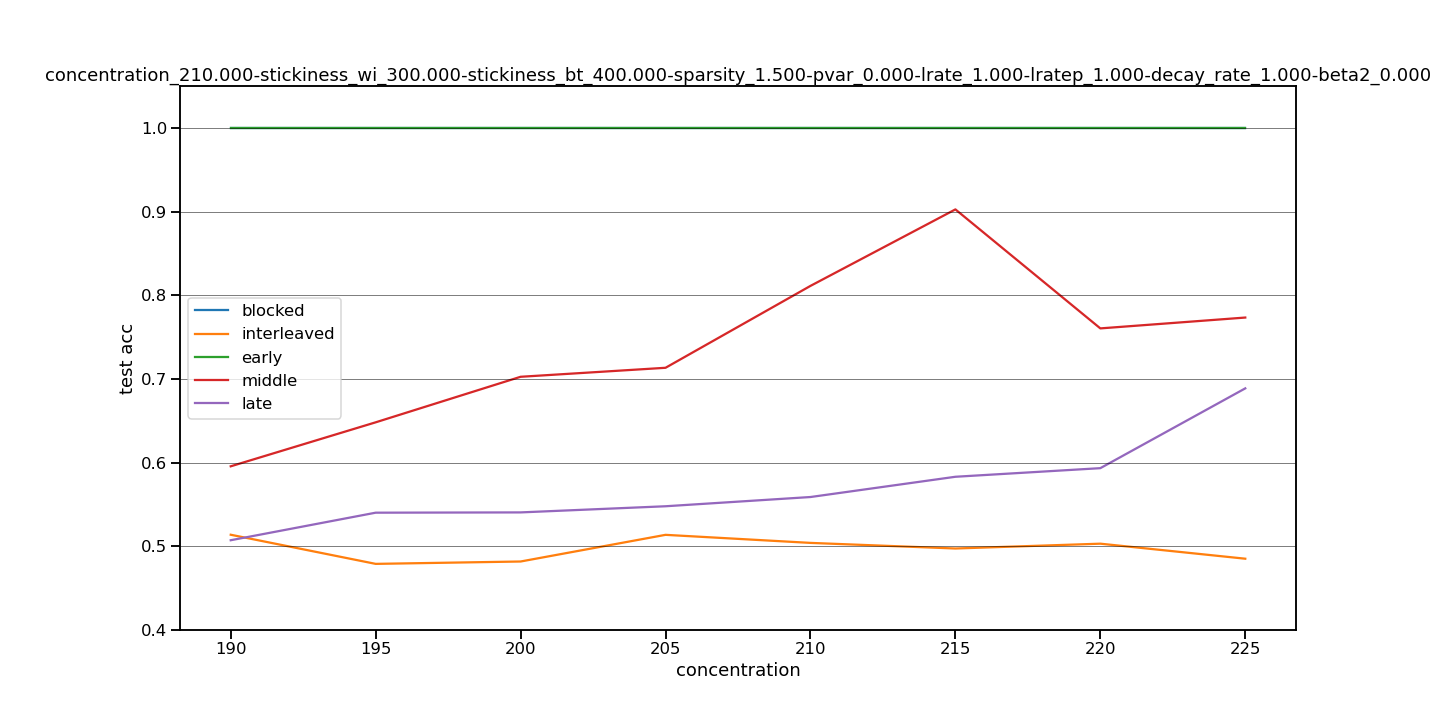 concentration_210.000-stickiness_wi_300.000-stickiness_bt_400.000-sparsity_1.500-pvar_0.000-lrate_1.000-lratep_1.000-decay_rate_1.000-beta2_0.000
1.0
0.9
0.8
0.7
0.6
0.5
0.4
test acc
blocked
interleaved
early
middle
late
190 195 200 205 210 215 220 225
concentration